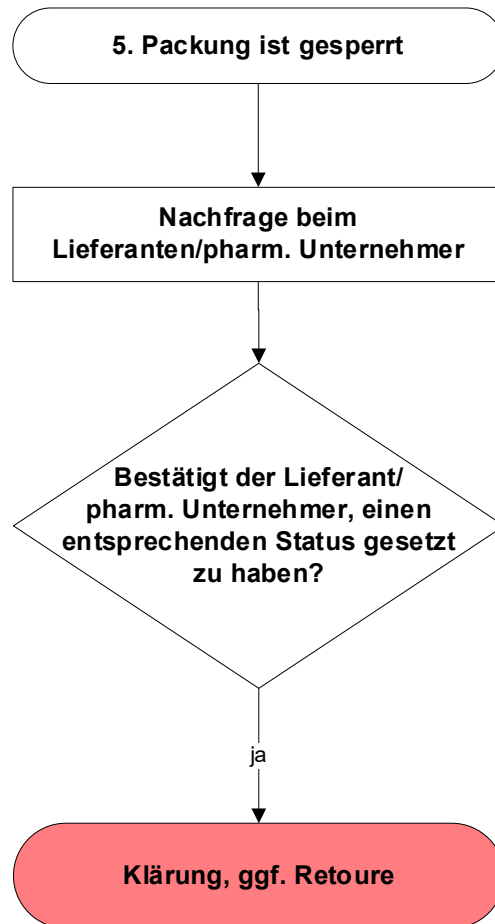 5. Packung ist gesperrt
Nachfrage beim
Lieferanten/pharm. Unternehmer
Bestätigt der Lieferant/
pharm. Unternehmer, einen
entsprechenden Status gesetzt
zu haben?
ja
Klärung, ggf. Retoure